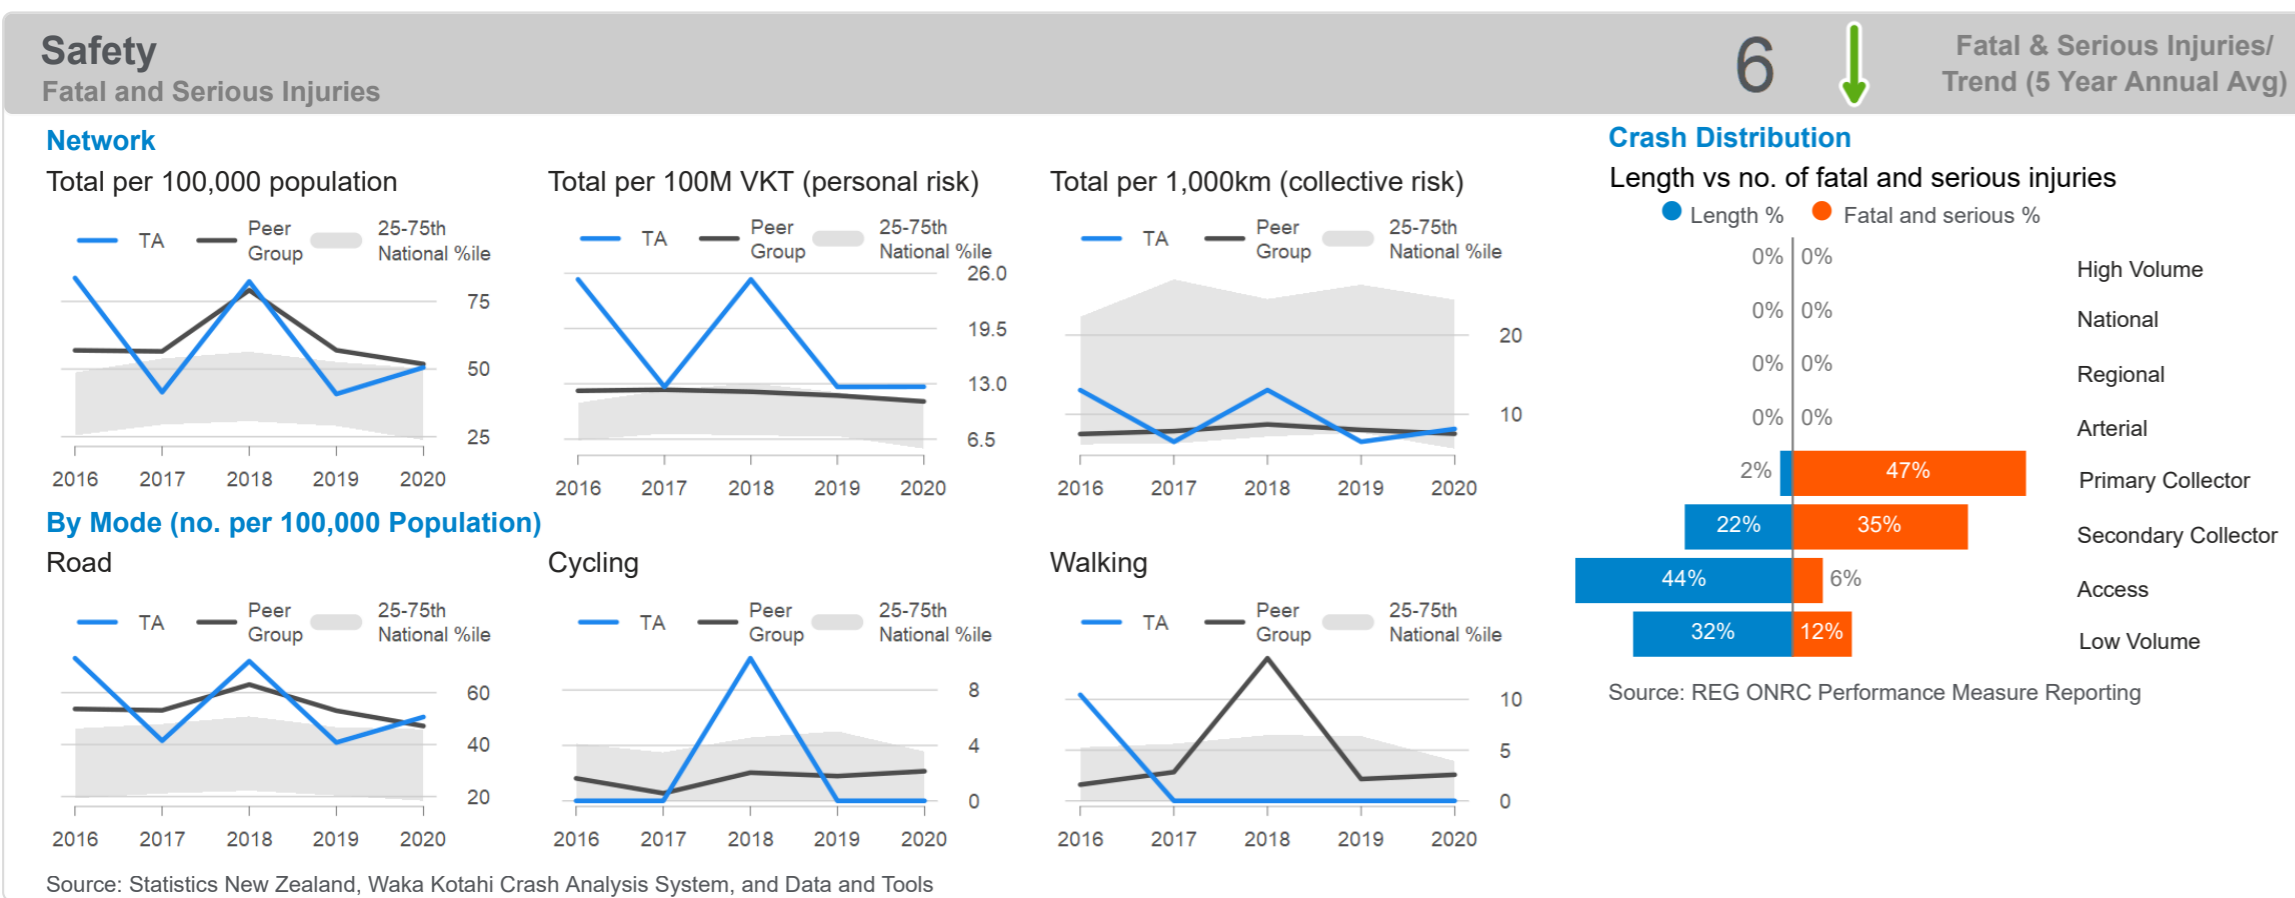 Safety
Fatal and Serious Injuries
6
Fatal & Serious Injuries/
Trend (5 Year Annual Avg)
Network
Total per 100,000 population
TA
Peer
Group
25-75th
National %ile
75
50
25
2016 2017 2018 2019 2020
Total per 100M VKT (personal risk)
TA
Peer
Group
25-75th
National %ile
26.0
19.5
13.0
6.5
2016 2017 2018 2019 2020
Total per 1,000km (collective risk)
TA
Peer
Group
25-75th
National %ile
20
10
2016 2017 2018 2019 2020
By Mode (no. per 100,000 Population)
Road
TA
Peer
Group
25-75th
National %ile
60
40
20
2016 2017 2018 2019 2020
Cycling
TA
Peer
Group
25-75th
National %ile
8
4
0
2016 2017 2018 2019 2020
Walking
TA
Peer
Group
25-75th
National %ile
10
5
0
2016 2017 2018 2019 2020
Source: Statistics New Zealand, Waka Kotahi Crash Analysis System, and Data and Tools
Crash Distribution
Length vs no. of fatal and serious injuries
Length % Fatal and serious %
0% 0% High Volume
0% 0% National
0% 0% Regional
0% 0% Arterial
2% 47% Primary Collector
22% 35% Secondary Collector
44% 6% Access
32% 12% Low Volume
Source: REG ONRC Performance Measure Reporting